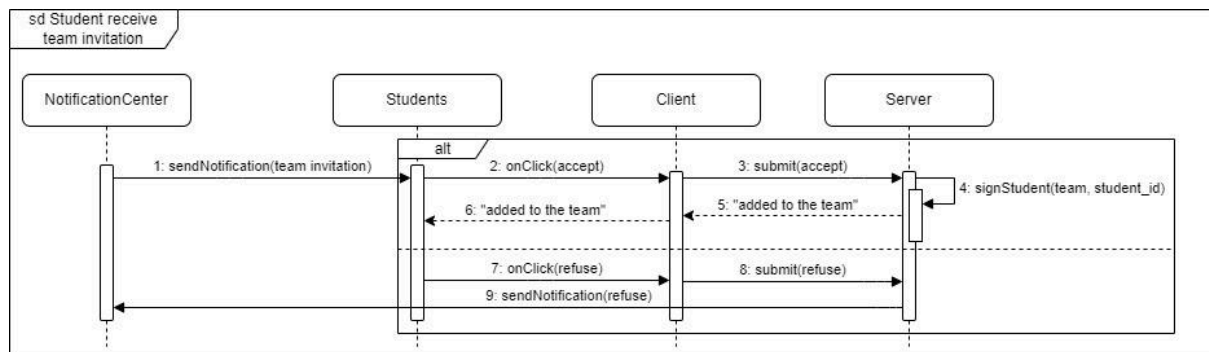 sd Student receive
team invitation
NotificationCenter
Students
Client
Server
alt
1: sendNotification(team invitation)
2: onClick(accept)
3: submit(accept)
4: signStudent(team, student_id)
5: "added to the team"
6: "added to the team"
7: onClick(refuse)
8: submit(refuse)
9: sendNotification(refuse)